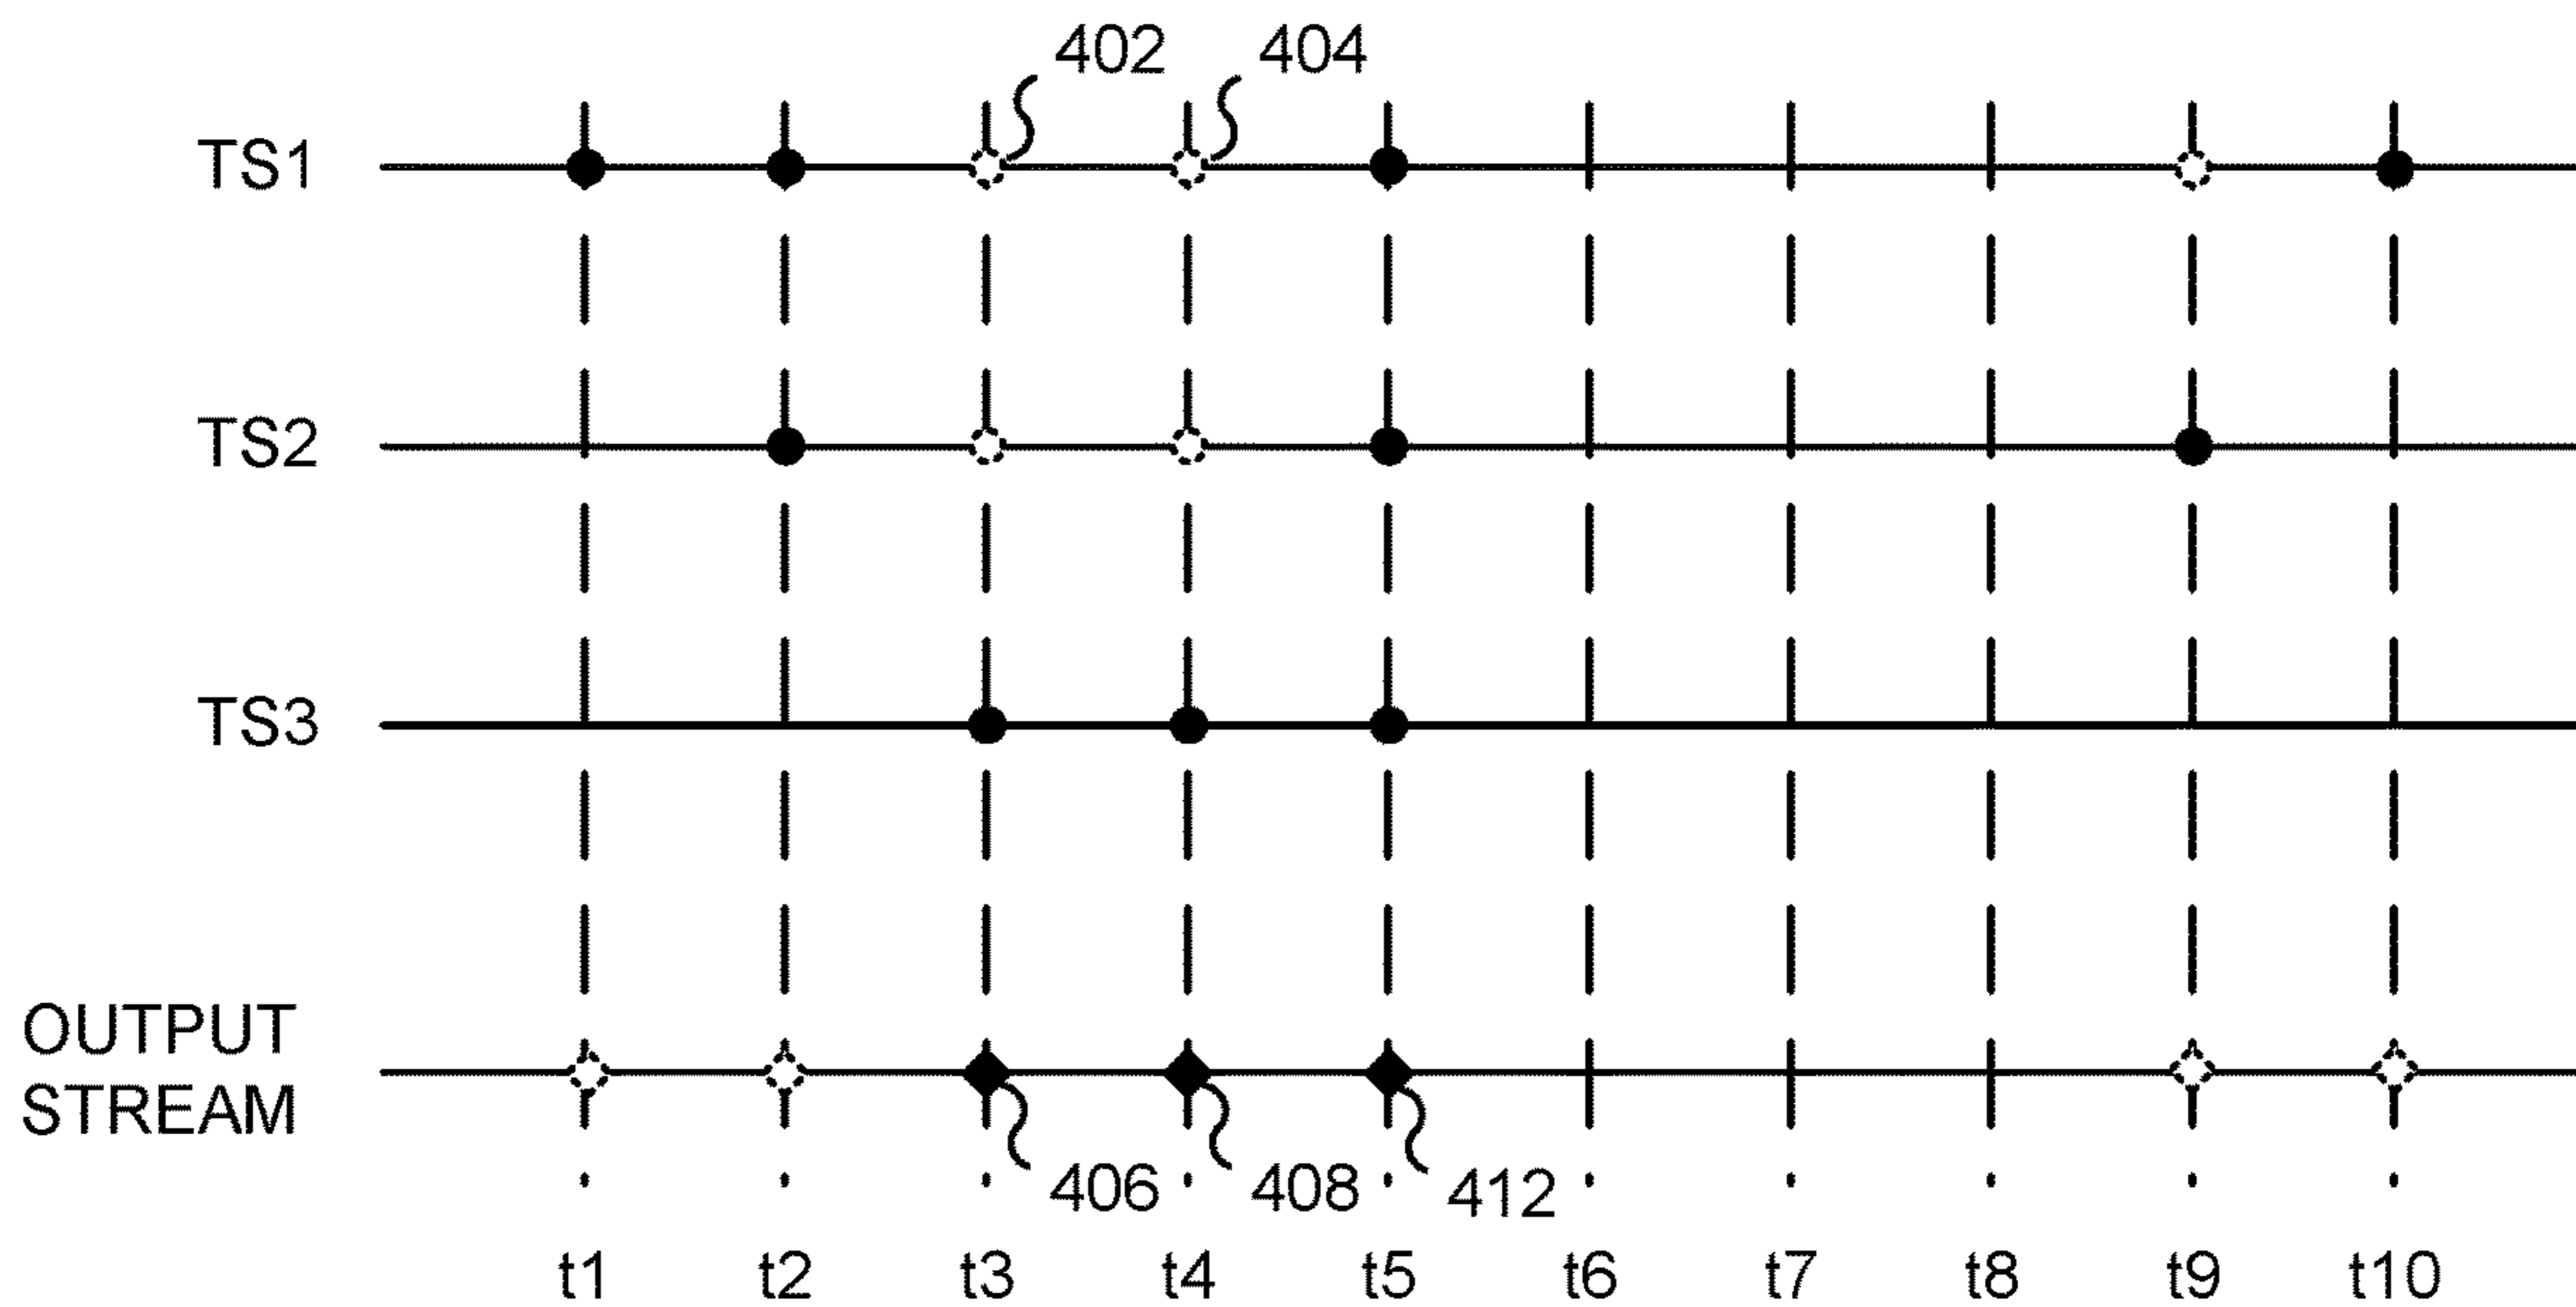 402 404
TS1
TS2
TS3
OUTPUT
STREAM
406 408 412
t1 t2 t3 t4 t5 t6 t7 t8 t9 t10